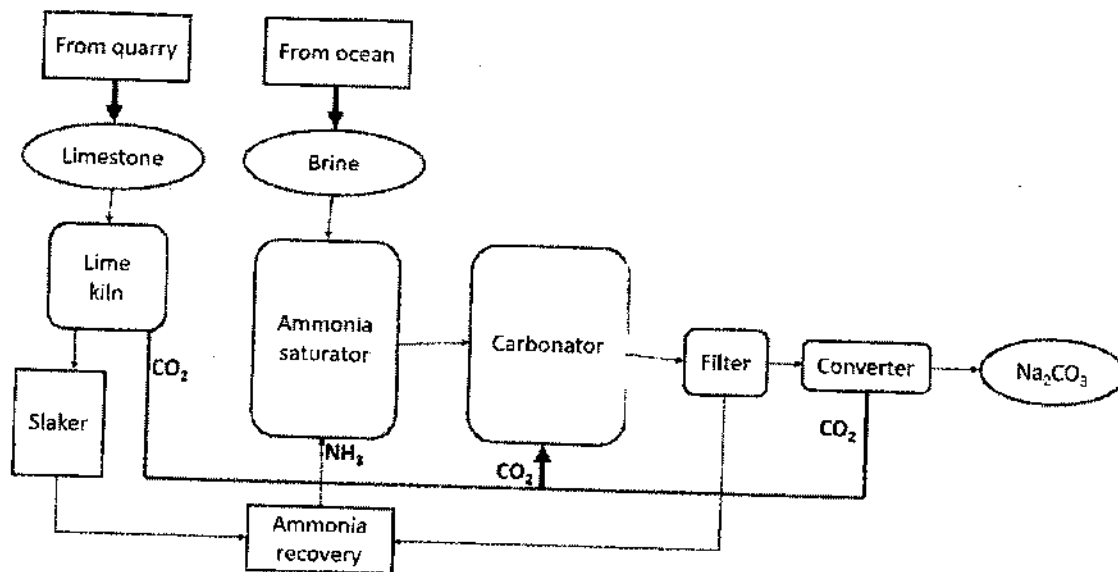 From quarry
From ocean
Limestone
Brine
Lime
kiln
Ammonia
saturator
Carbonator
Filter
Converter
Na₂CO₃
CO₂
Slaker
NH₃
CO₂
CO₂
Ammonia
recovery